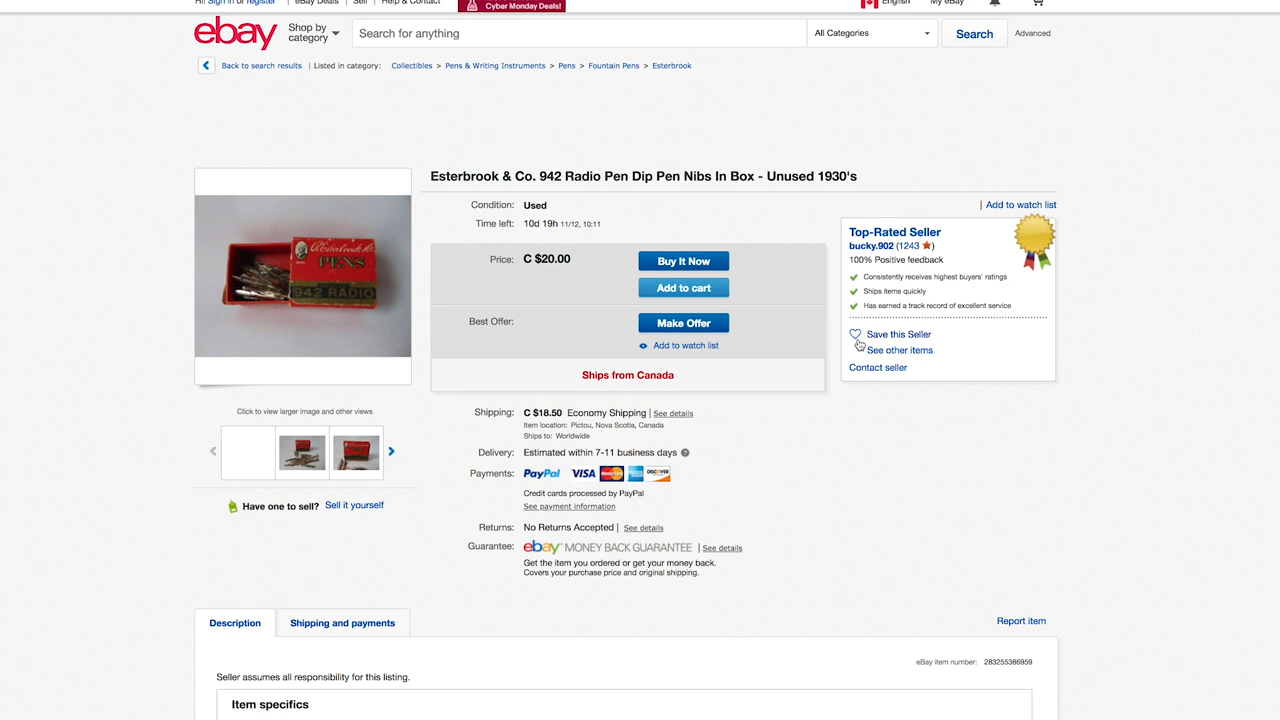 Hi! Sign in or register | eBay Deals | Sell | Help & Contact
Cyber Monday Deals!
English
My eBay
ebay
Shop by
category
Search for anything
All Categories
Search
Advanced
Back to search results | Listed in category: Collectibles > Pens & Writing Instruments > Pens > Fountain Pens > Esterbrook
Esterbrook & Co. 942 Radio Pen Dip Pen Nibs In Box - Unused 1930's
PENS
942 RADIO
Click to view larger image and other views
Have one to sell? Sell it yourself
Condition: Used
Time left: 10d 19h 11/12, 10:11
Price: C $20.00
Buy It Now
Add to cart
Best Offer:
Make Offer
Add to watch list
Ships from Canada
Shipping: C $18.50 Economy Shipping | See details
Item location: Pictou, Nova Scotia, Canada
Ships to: Worldwide
Delivery: Estimated within 7-11 business days
Payments: PayPal VISA MasterCard DISCOVER
Credit cards processed by PayPal
See payment information
Returns: No Returns Accepted | See details
Guarantee: ebay MONEY BACK GUARANTEE | See details
Get the item you ordered or get your money back.
Covers your purchase price and original shipping.
| Add to watch list
Top-Rated Seller
bucky.902 (1243 )
100% Positive feedback
Consistently receives highest buyers' ratings
Ships items quickly
Has earned a track record of excellent service
Save this Seller
See other items
Contact seller
Description
Shipping and payments
Report item
eBay item number: 283255386959
Seller assumes all responsibility for this listing.
Item specifics